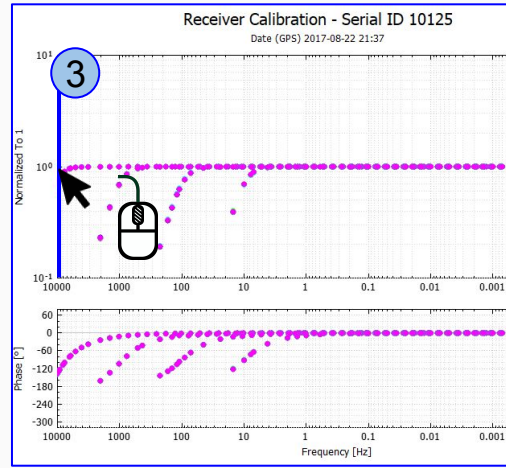 Receiver Calibration - Serial ID 10125
Date (GPS) 2017-08-22 21:37
3
10¹
Normalized To 1
10⁰
10⁻¹
10000 1000 100 10 1 0.1 0.01 0.001
60
0
-60
-120
-180
-240
-300
Phase [°]
10000 1000 100 10 1 0.1 0.01 0.001
Frequency [Hz]